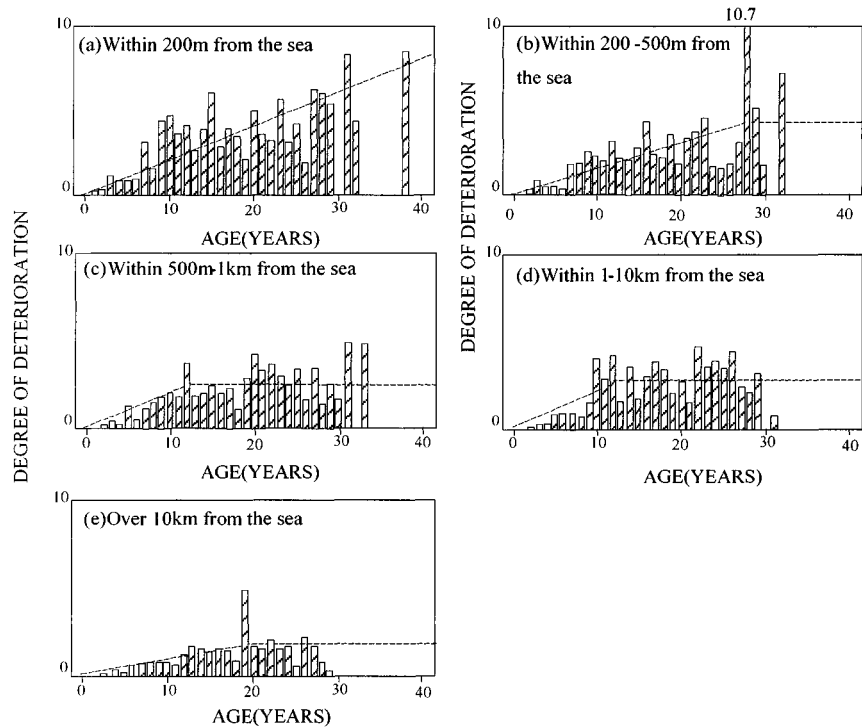 10.7
10
(a)Within 200m from the sea
0
0 10 20 30 40
AGE(YEARS)
10
(b)Within 200 -500m from
the sea
0
0 10 20 30 40
AGE(YEARS)
DEGREE OF DETERIORATION
DEGREE OF DETERIORATION
10
(c)Within 500m-1km from the sea
0
0 10 20 30 40
AGE(YEARS)
10
(d)Within 1-10km from the sea
0
0 10 20 30 40
AGE(YEARS)
10
(e)Over 10km from the sea
0
0 10 20 30 40
AGE(YEARS)